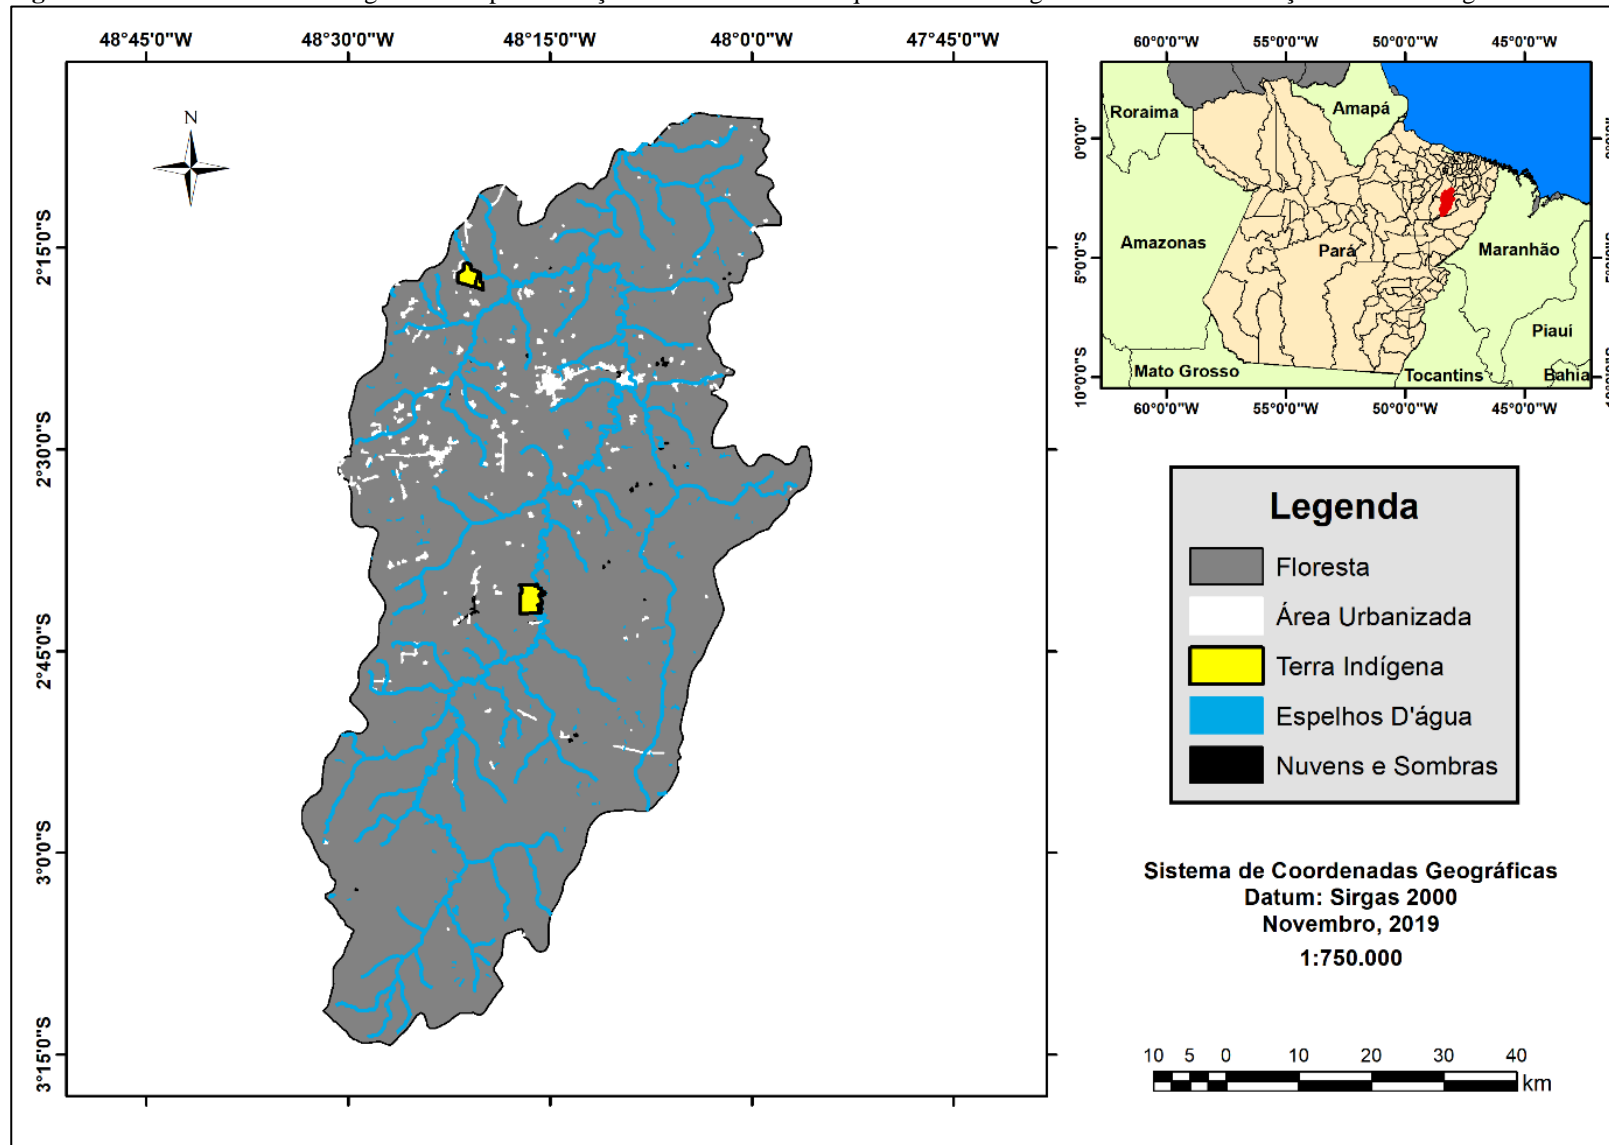 48°45'0"W 48°30'0"W 48°15'0"W 48°0'0"W 47°45'0"W
60°0'0"W 55°0'0"W 50°0'0"W 45°0'0"W
N
2°15'0"S
2°30'0"S
2°45'0"S
3°0'0"S
3°15'0"S
0°0'0"
5°0'0"S
10°0'0"S
Roraima
Amapá
Amazonas
Pará
Maranhão
Piauí
Mato Grosso
Tocantins
Bahia
60°0'0"W 55°0'0"W 50°0'0"W 45°0'0"W
Legenda
Floresta
Área Urbanizada
Terra Indígena
Espelhos D'água
Nuvens e Sombras
Sistema de Coordenadas Geográficas
Datum: Sirgas 2000
Novembro, 2019
1:750.000
10 5 0 10 20 30 40
km